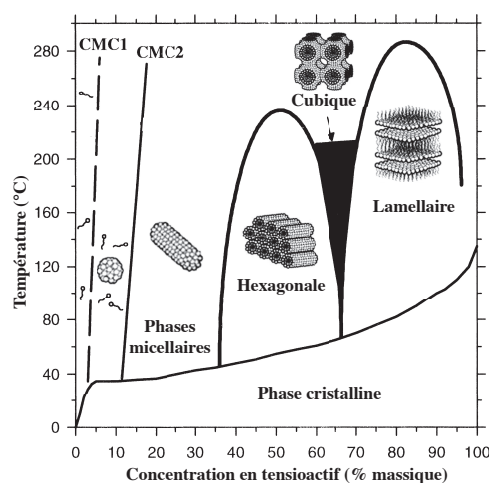 CMC1
CMC2
Cubique
Lamellaire
Hexagonale
Phases
micellaires
Phase cristalline
Température (°C)
280
240
200
160
120
80
40
0
0 10 20 30 40 50 60 70 80 90 100
Concentration en tensioactif (% massique)